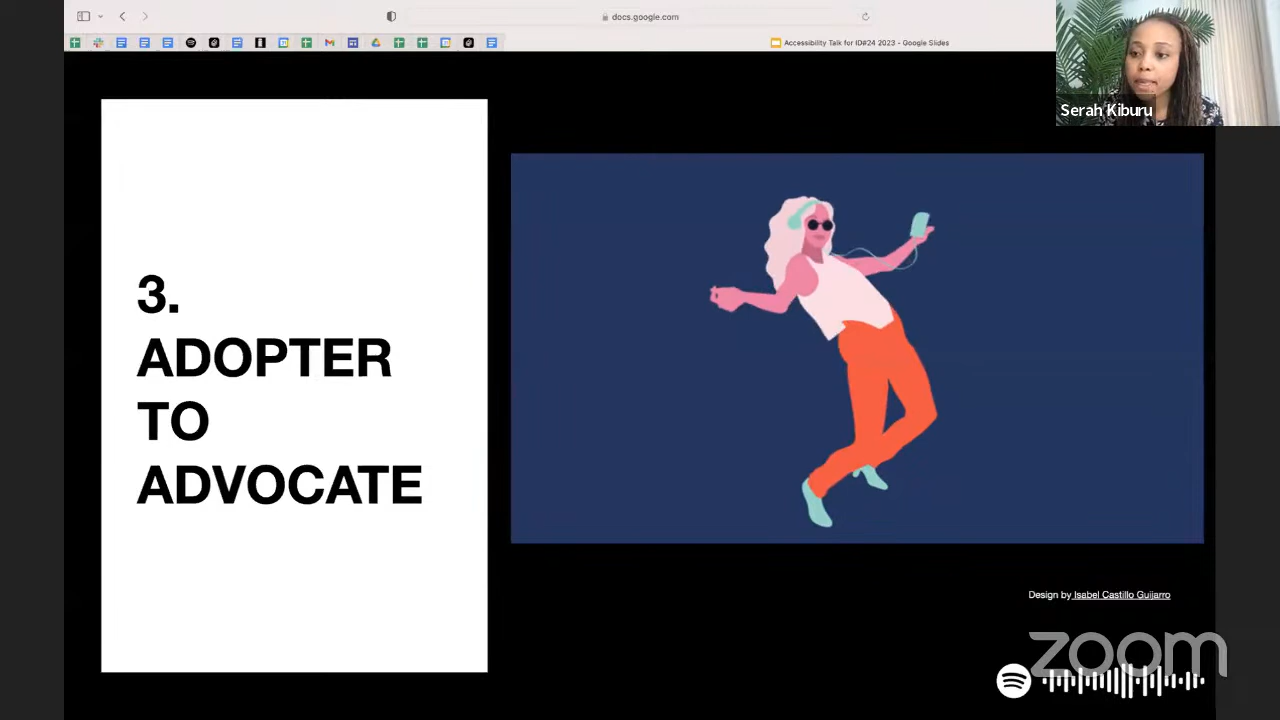 docs.google.com
Accessibility Talk for ID#24 2023 - Google Slides
Serah Kiburu
3.
ADOPTER
TO
ADVOCATE
Design by Isabel Castillo Guijarro
zoom